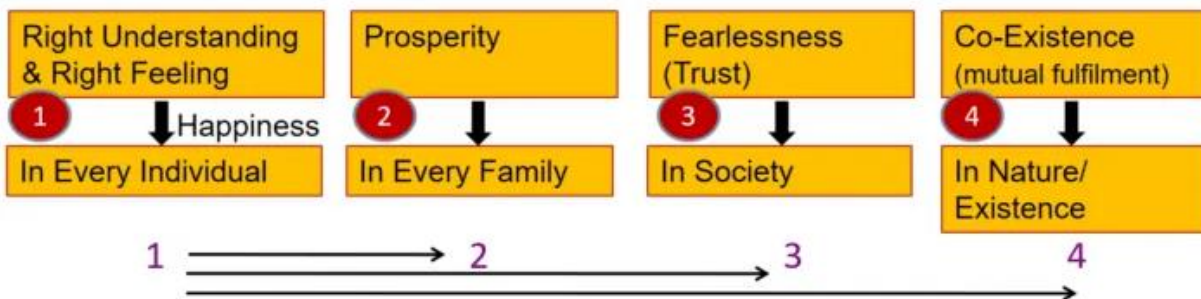 Right Understanding
& Right Feeling
Prosperity
Fearlessness
(Trust)
Co-Existence
(mutual fulfilment)
1
Happiness
2
3
4
In Every Individual
In Every Family
In Society
In Nature/
Existence
1
2
3
4